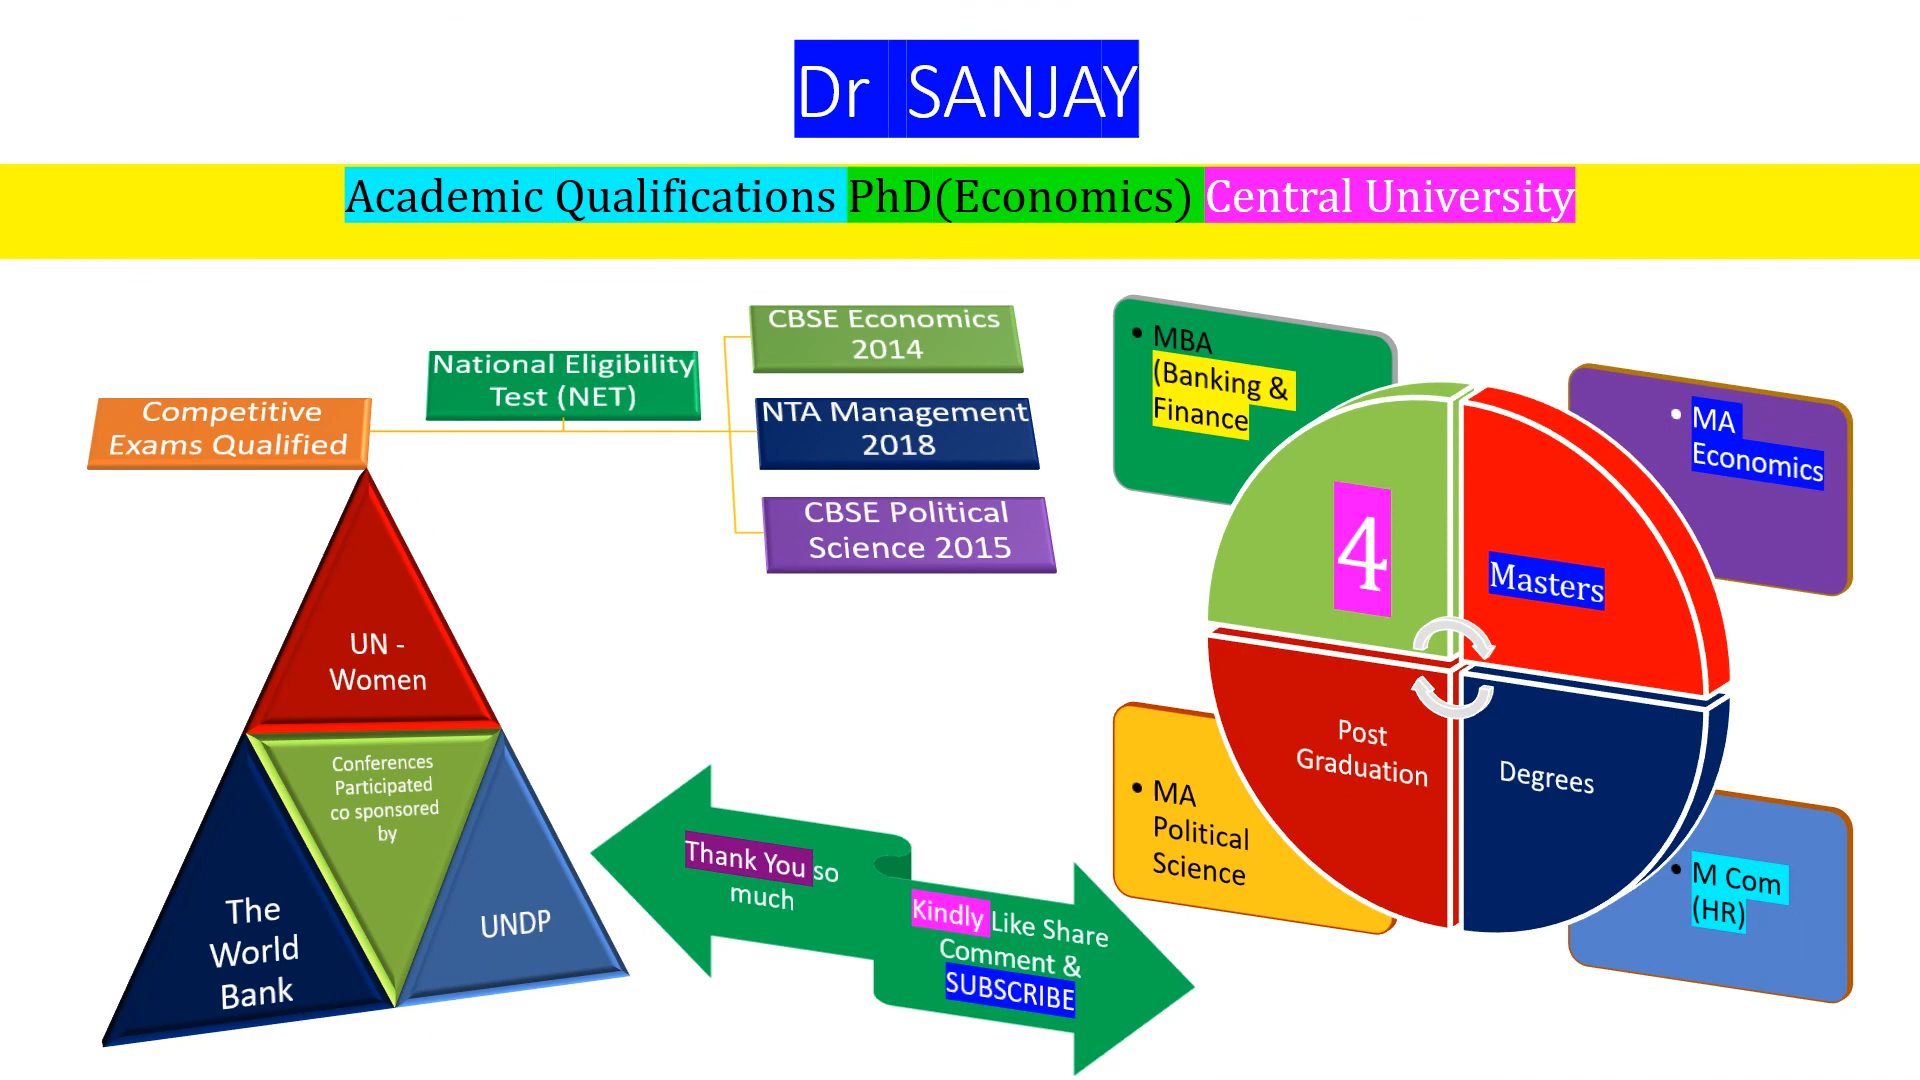 Dr SANJAY
Academic Qualifications PhD(Economics) Central University
Competitive
Exams Qualified
National Eligibility
Test (NET)
CBSE Economics
2014
NTA Management
2018
CBSE Political
Science 2015
UN -
Women
Conferences
Participated
co sponsored
by
The
World
Bank
UNDP
Thank You so
much
Kindly Like Share
Comment &
SUBSCRIBE
• MBA
(Banking &
Finance
• MA
Economics
4
Masters
Post
Graduation
Degrees
• MA
Political
Science
• M Com
(HR)